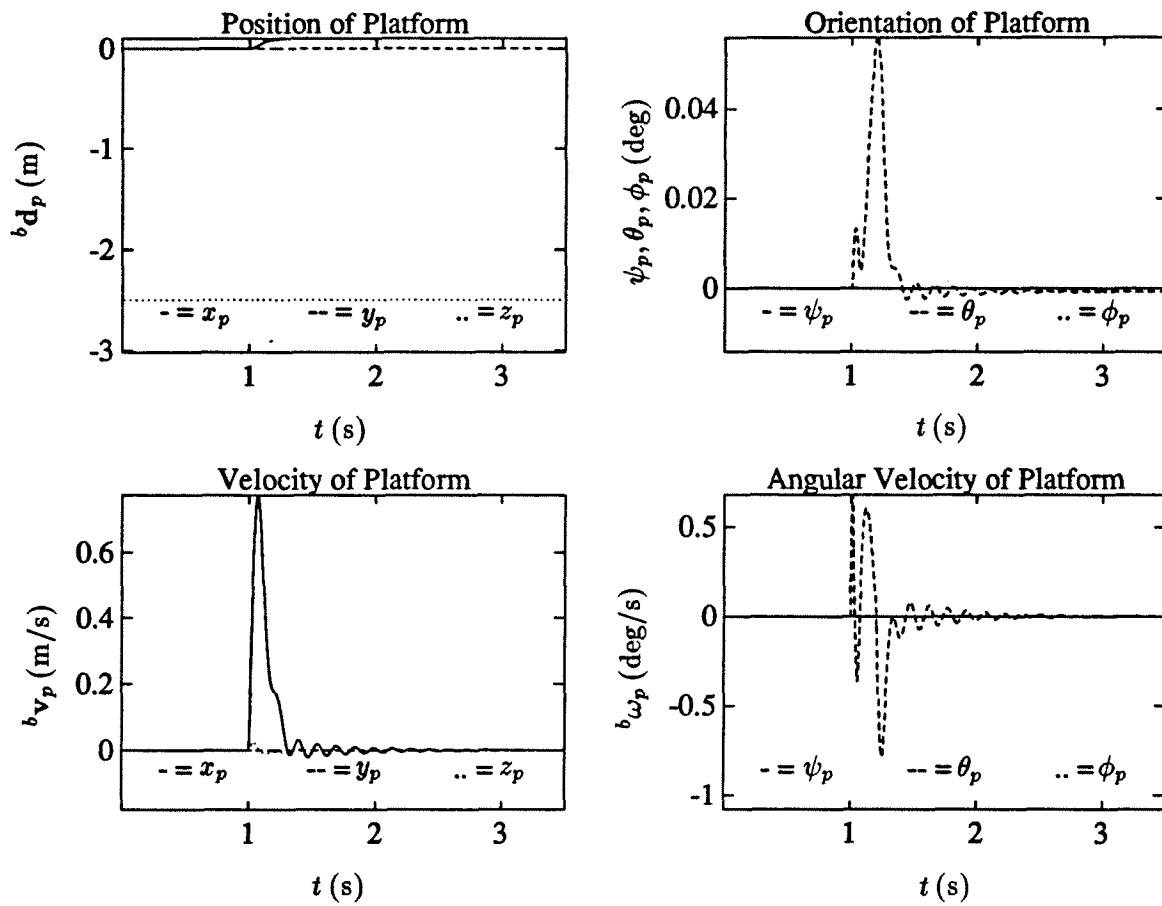 Position of Platform
0
-1
-2
-3
ᵇd_p (m)
- = x_p -- = y_p .. = z_p
1 2 3
t (s)
Orientation of Platform
0.04
0.02
0
ψ_p, θ_p, ϕ_p (deg)
- = ψ_p -- = θ_p .. = ϕ_p
1 2 3
t (s)
Velocity of Platform
0.6
0.4
0.2
0
ᵇv_p (m/s)
- = x_p -- = y_p .. = z_p
1 2 3
t (s)
Angular Velocity of Platform
0.5
0
-0.5
-1
ᵇω_p (deg/s)
- = ψ_p -- = θ_p .. = ϕ_p
1 2 3
t (s)